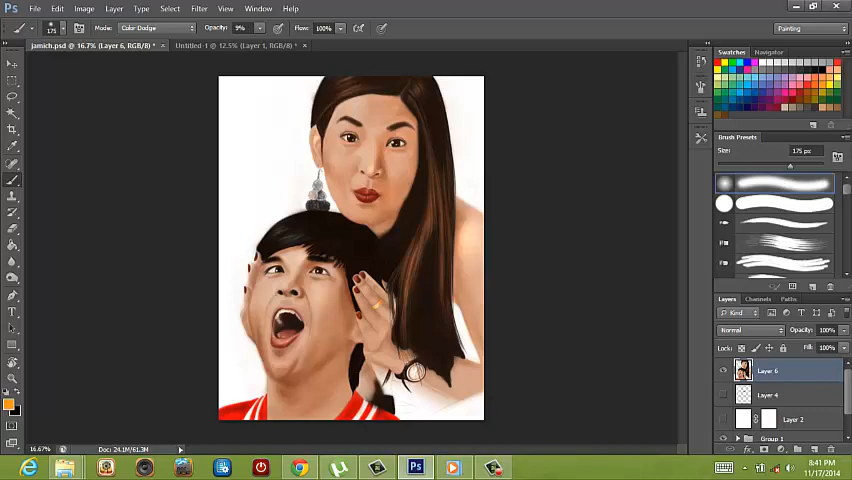 Ps File Edit Image Layer Type Select Filter View Window Help
175 Mode: Color Dodge Opacity: 9% Flow: 100% Painting
jamich.psd @ 16.7% (Layer 6, RGB/8) * × Untitled-1 @ 12.5% (Layer 1, RGB/8) * ×
Swatches Navigator
Brush Presets
Size: 175 px
Layers Channels Paths
Kind
Normal Opacity: 100%
Lock: Fill: 100%
Layer 6
Layer 4
Layer 2
Group 1
fx
16.67% Doc: 24.1M/61.3M
Ps
8:41 PM
11/17/2014